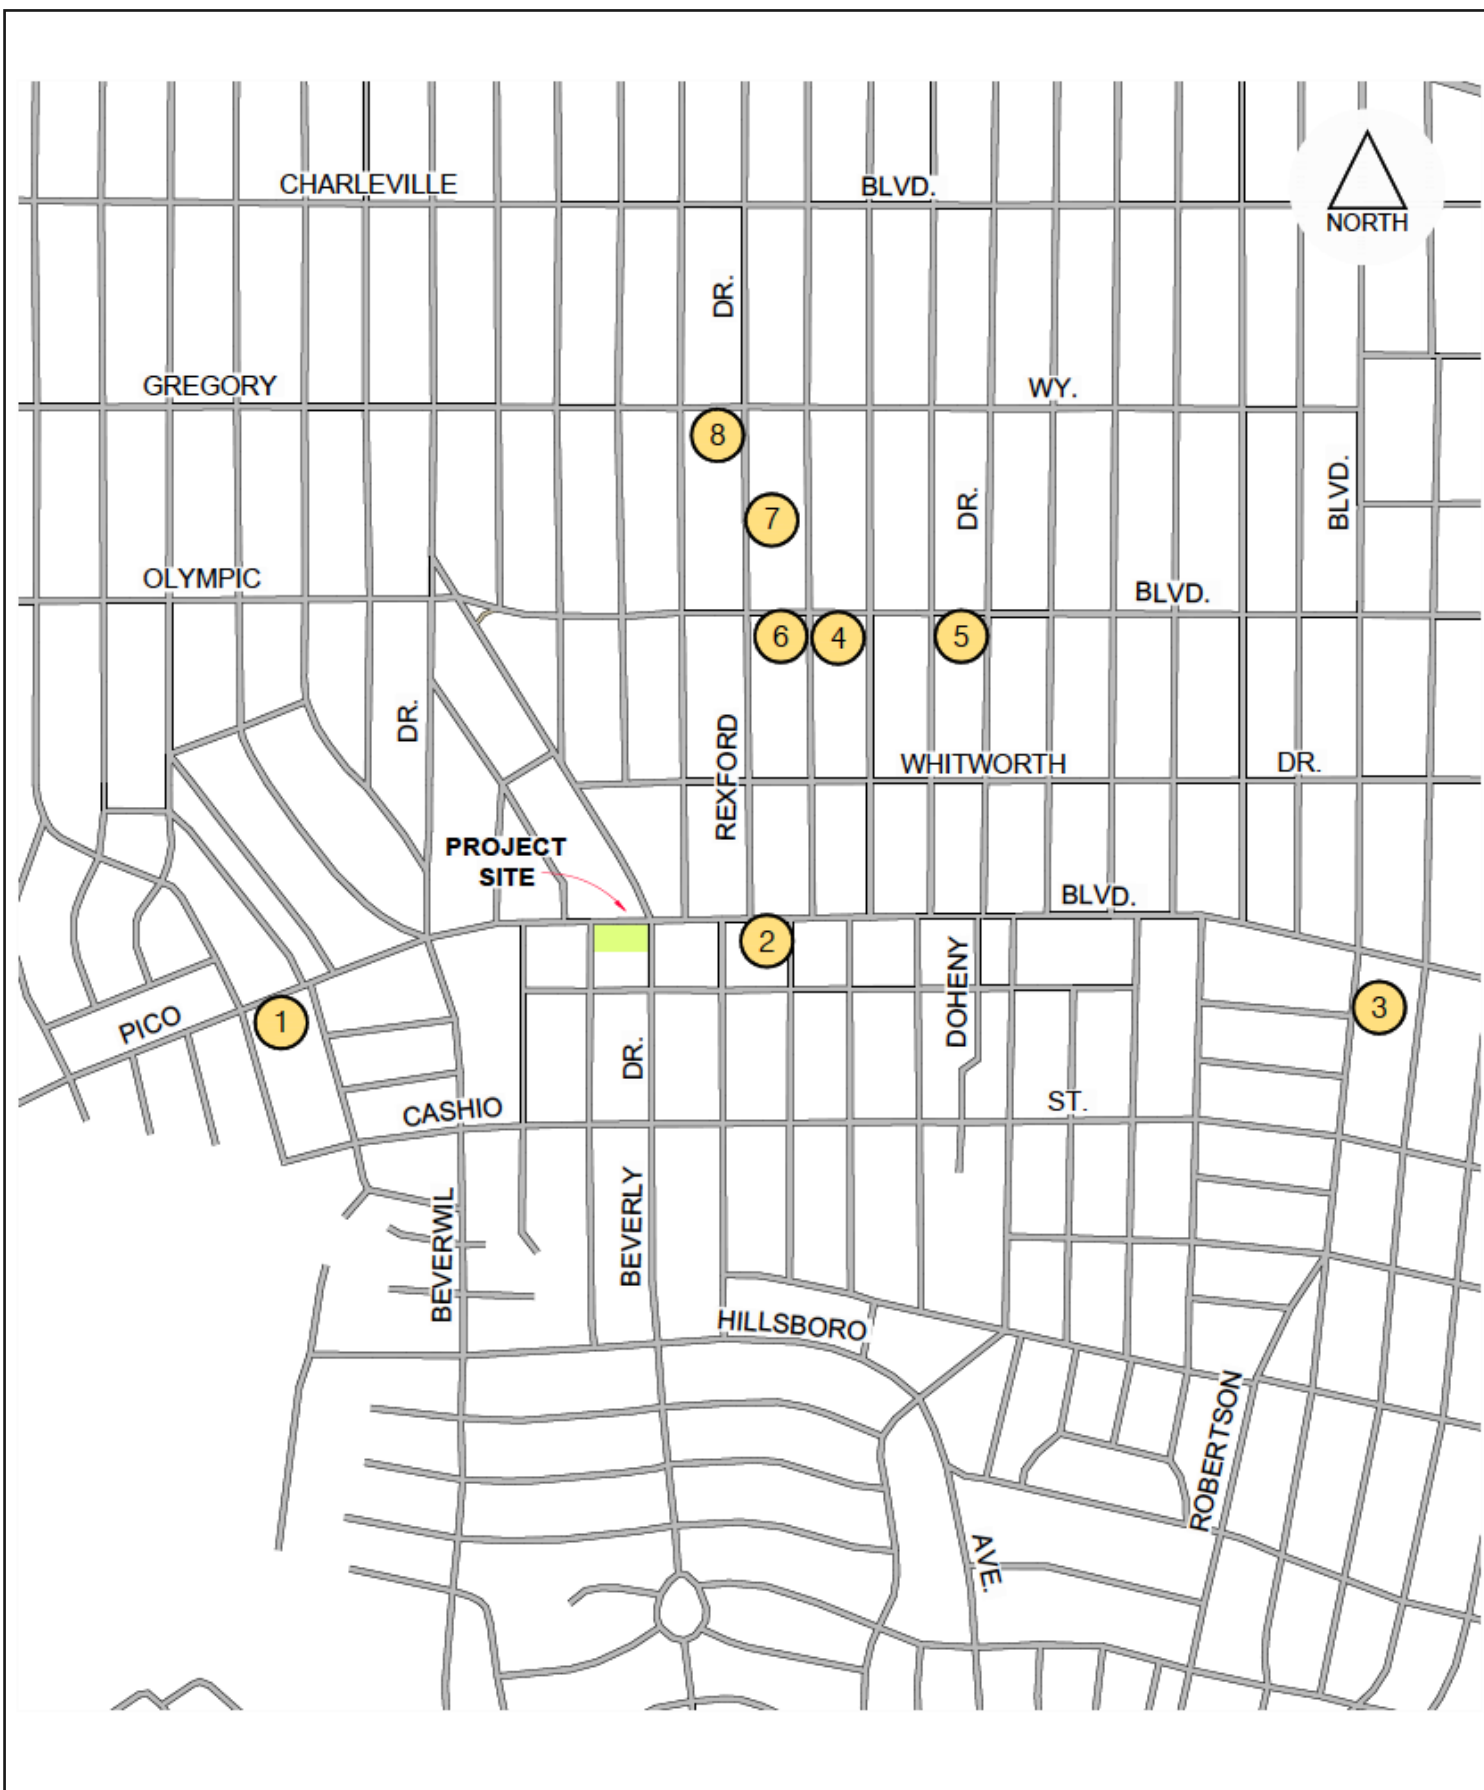 CHARLEVILLE
BLVD.
NORTH
DR.
GREGORY
WY.
8
BLVD.
DR.
7
OLYMPIC
BLVD.
6
4
5
DR.
REXFORD
WHITWORTH
DR.
PROJECT
SITE
BLVD.
2
DOHENY
3
PICO
1
DR.
CASHIO
ST.
BEVERWIL
BEVERLY
HILLSBORO
ROBERTSON
AVE.